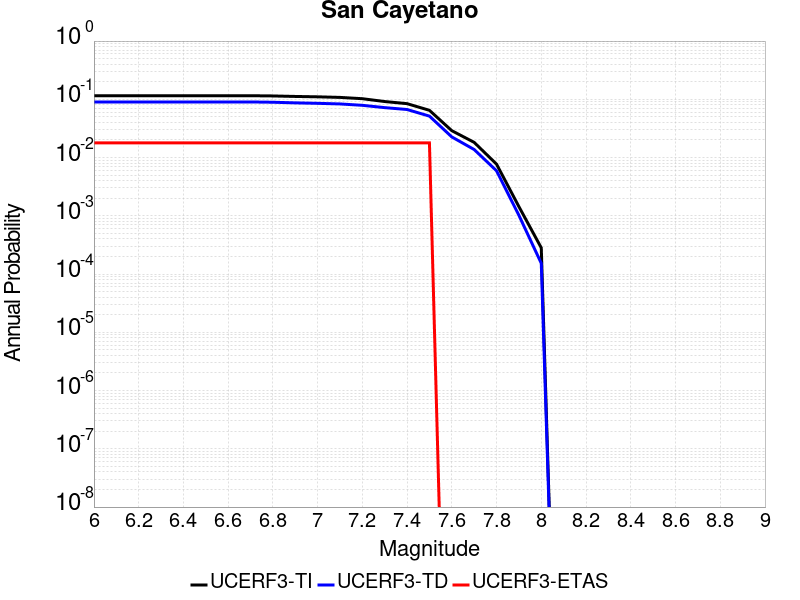 San Cayetano
10^0
10^-1
10^-2
10^-3
10^-4
10^-5
10^-6
10^-7
10^-8
Annual Probability
6 6.2 6.4 6.6 6.8 7 7.2 7.4 7.6 7.8 8 8.2 8.4 8.6 8.8 9
Magnitude
UCERF3-TI UCERF3-TD UCERF3-ETAS